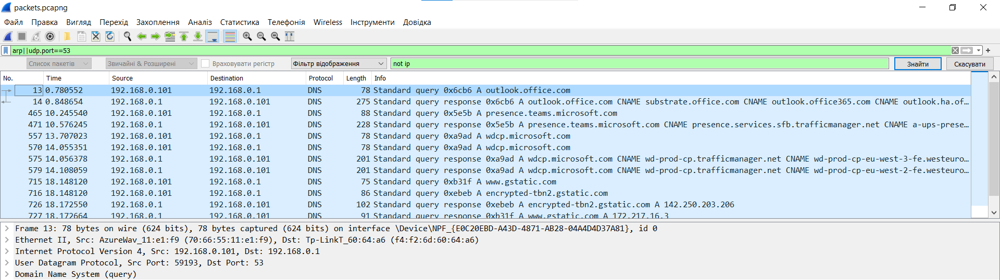 packets.pcapng
Файл Правка Вигляд Перехід Захоплення Аналіз Статистика Телефонія Wireless Інструменти Довідка
arp||udp.port==53
Список пакетів Звичайні & Розширені Враховувати регістр Фільтр відображення not ip Знайти Скасувати
No. Time Source Destination Protocol Length Info
13 0.780552 192.168.0.101 192.168.0.1 DNS 78 Standard query 0x6cb6 A outlook.office.com
14 0.848654 192.168.0.1 192.168.0.101 DNS 275 Standard query response 0x6cb6 A outlook.office.com CNAME substrate.office.com CNAME outlook.office365.com CNAME outlook.ha.of…
465 10.245540 192.168.0.101 192.168.0.1 DNS 88 Standard query 0x5e5b A presence.teams.microsoft.com
471 10.576245 192.168.0.1 192.168.0.101 DNS 228 Standard query response 0x5e5b A presence.teams.microsoft.com CNAME presence.services.sfb.trafficmanager.net CNAME a-ups-prese…
557 13.707023 192.168.0.101 192.168.0.1 DNS 78 Standard query 0xa9ad A wdcp.microsoft.com
570 14.055351 192.168.0.101 192.168.0.1 DNS 78 Standard query 0xa9ad A wdcp.microsoft.com
575 14.056378 192.168.0.1 192.168.0.101 DNS 201 Standard query response 0xa9ad A wdcp.microsoft.com CNAME wd-prod-cp.trafficmanager.net CNAME wd-prod-cp-eu-west-3-fe.westeuro…
579 14.108059 192.168.0.1 192.168.0.101 DNS 201 Standard query response 0xa9ad A wdcp.microsoft.com CNAME wd-prod-cp.trafficmanager.net CNAME wd-prod-cp-eu-west-2-fe.westeuro…
715 18.148120 192.168.0.101 192.168.0.1 DNS 75 Standard query 0xb31f A www.gstatic.com
716 18.148120 192.168.0.101 192.168.0.1 DNS 86 Standard query 0xebeb A encrypted-tbn2.gstatic.com
726 18.172550 192.168.0.1 192.168.0.101 DNS 102 Standard query response 0xebeb A encrypted-tbn2.gstatic.com A 142.250.203.206
727 18.172664 192.168.0.1 192.168.0.101 DNS 91 Standard query response 0xb31f A www.gstatic.com A 172.217.16.3
Frame 13: 78 bytes on wire (624 bits), 78 bytes captured (624 bits) on interface \Device\NPF_{E0C20EBD-A43D-4871-AB28-04A4D4D37A81}, id 0
Ethernet II, Src: AzureWav_11:e1:f9 (70:66:55:11:e1:f9), Dst: Tp-LinkT_60:64:a6 (f4:f2:6d:60:64:a6)
Internet Protocol Version 4, Src: 192.168.0.101, Dst: 192.168.0.1
User Datagram Protocol, Src Port: 59193, Dst Port: 53
Domain Name System (query)